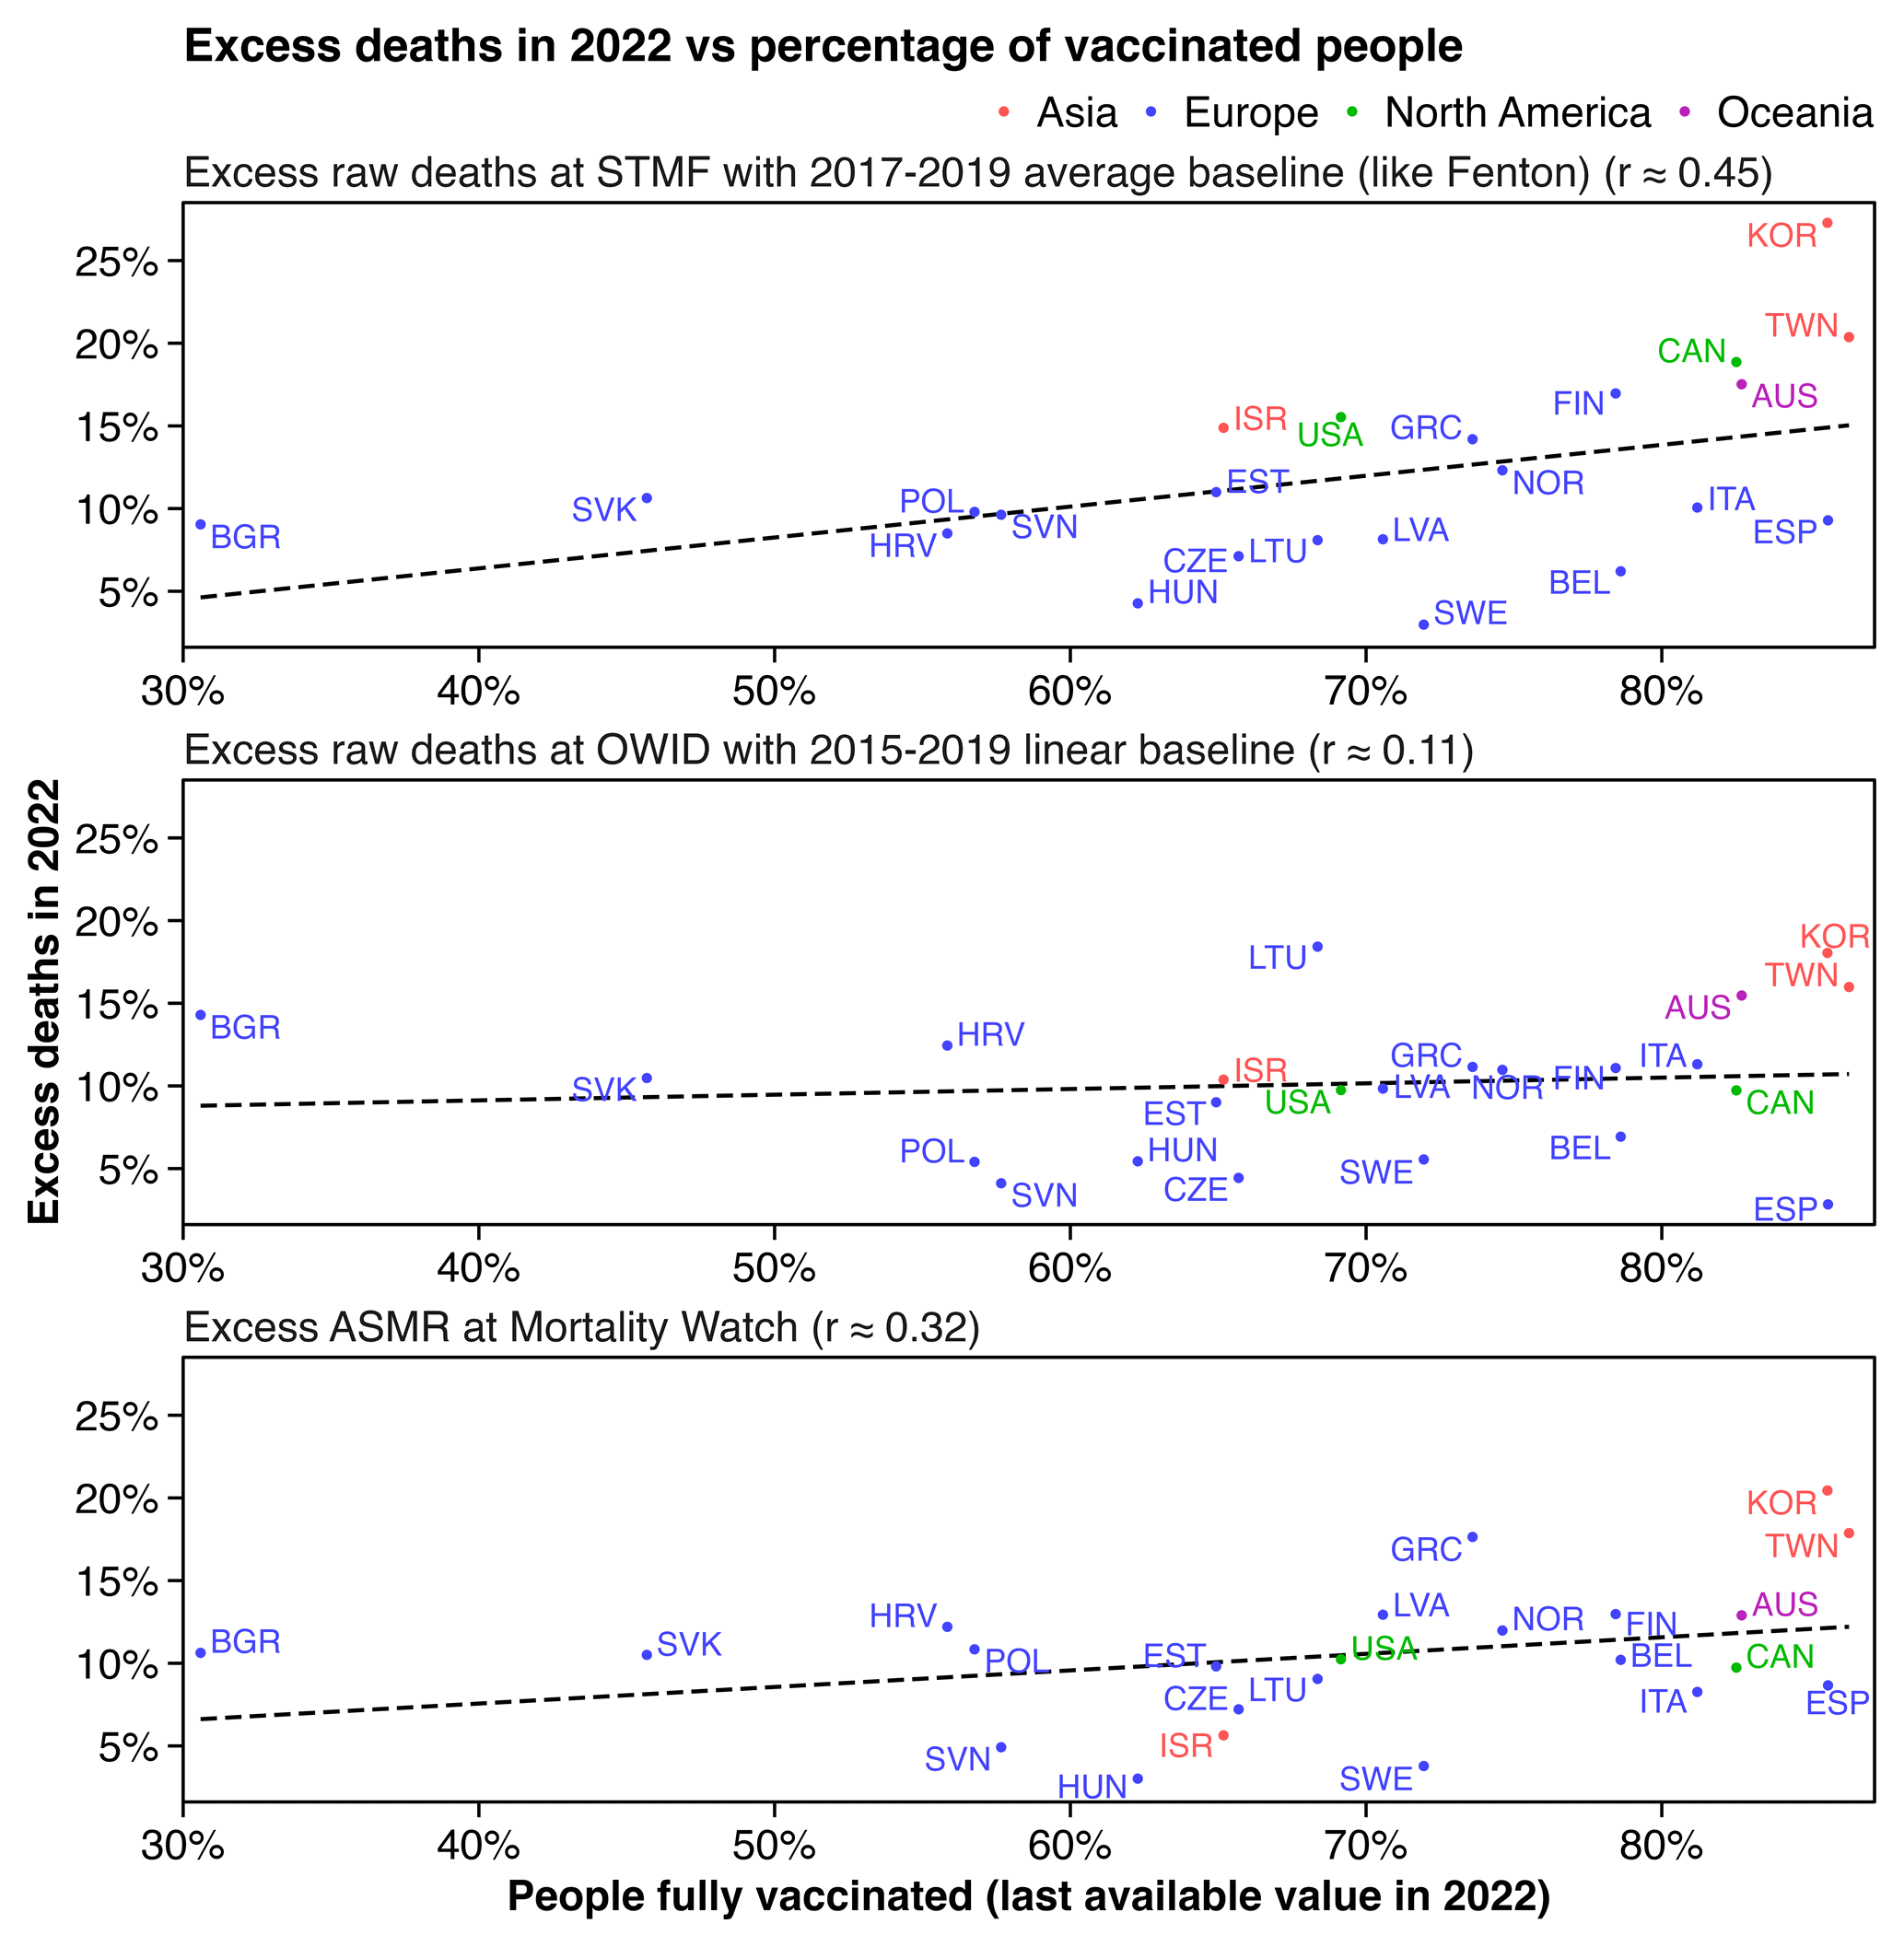 Excess deaths in 2022 vs percentage of vaccinated people
Asia Europe North America Oceania
Excess raw deaths at STMF with 2017-2019 average baseline (like Fenton) (r ≈ 0.45)
KOR
25%
TWN
20%
CAN
AUS
FIN
ISR
USA
GRC
15%
EST
NOR
ITA
SVK
POL
10%
BGR
SVN
ESP
HRV
LVA
CZE
LTU
5%
HUN
BEL
SWE
30% 40% 50% 60% 70% 80%
Excess deaths in 2022
Excess raw deaths at OWID with 2015-2019 linear baseline (r ≈ 0.11)
25%
20%
KOR
LTU
TWN
15%
AUS
BGR
HRV
GRC
ITA
ISR
10%
SVK
USA
LVA
NOR
FIN
CAN
EST
POL
HUN
BEL
5%
SVN
CZE
SWE
ESP
30% 40% 50% 60% 70% 80%
Excess ASMR at Mortality Watch (r ≈ 0.32)
25%
20%
KOR
GRC
TWN
15%
HRV
LVA
NOR
FIN
AUS
BGR
SVK
10%
POL
EST
USA
BEL
CAN
CZE
LTU
ITA
ESP
5%
SVN
ISR
HUN
SWE
30% 40% 50% 60% 70% 80%
People fully vaccinated (last available value in 2022)